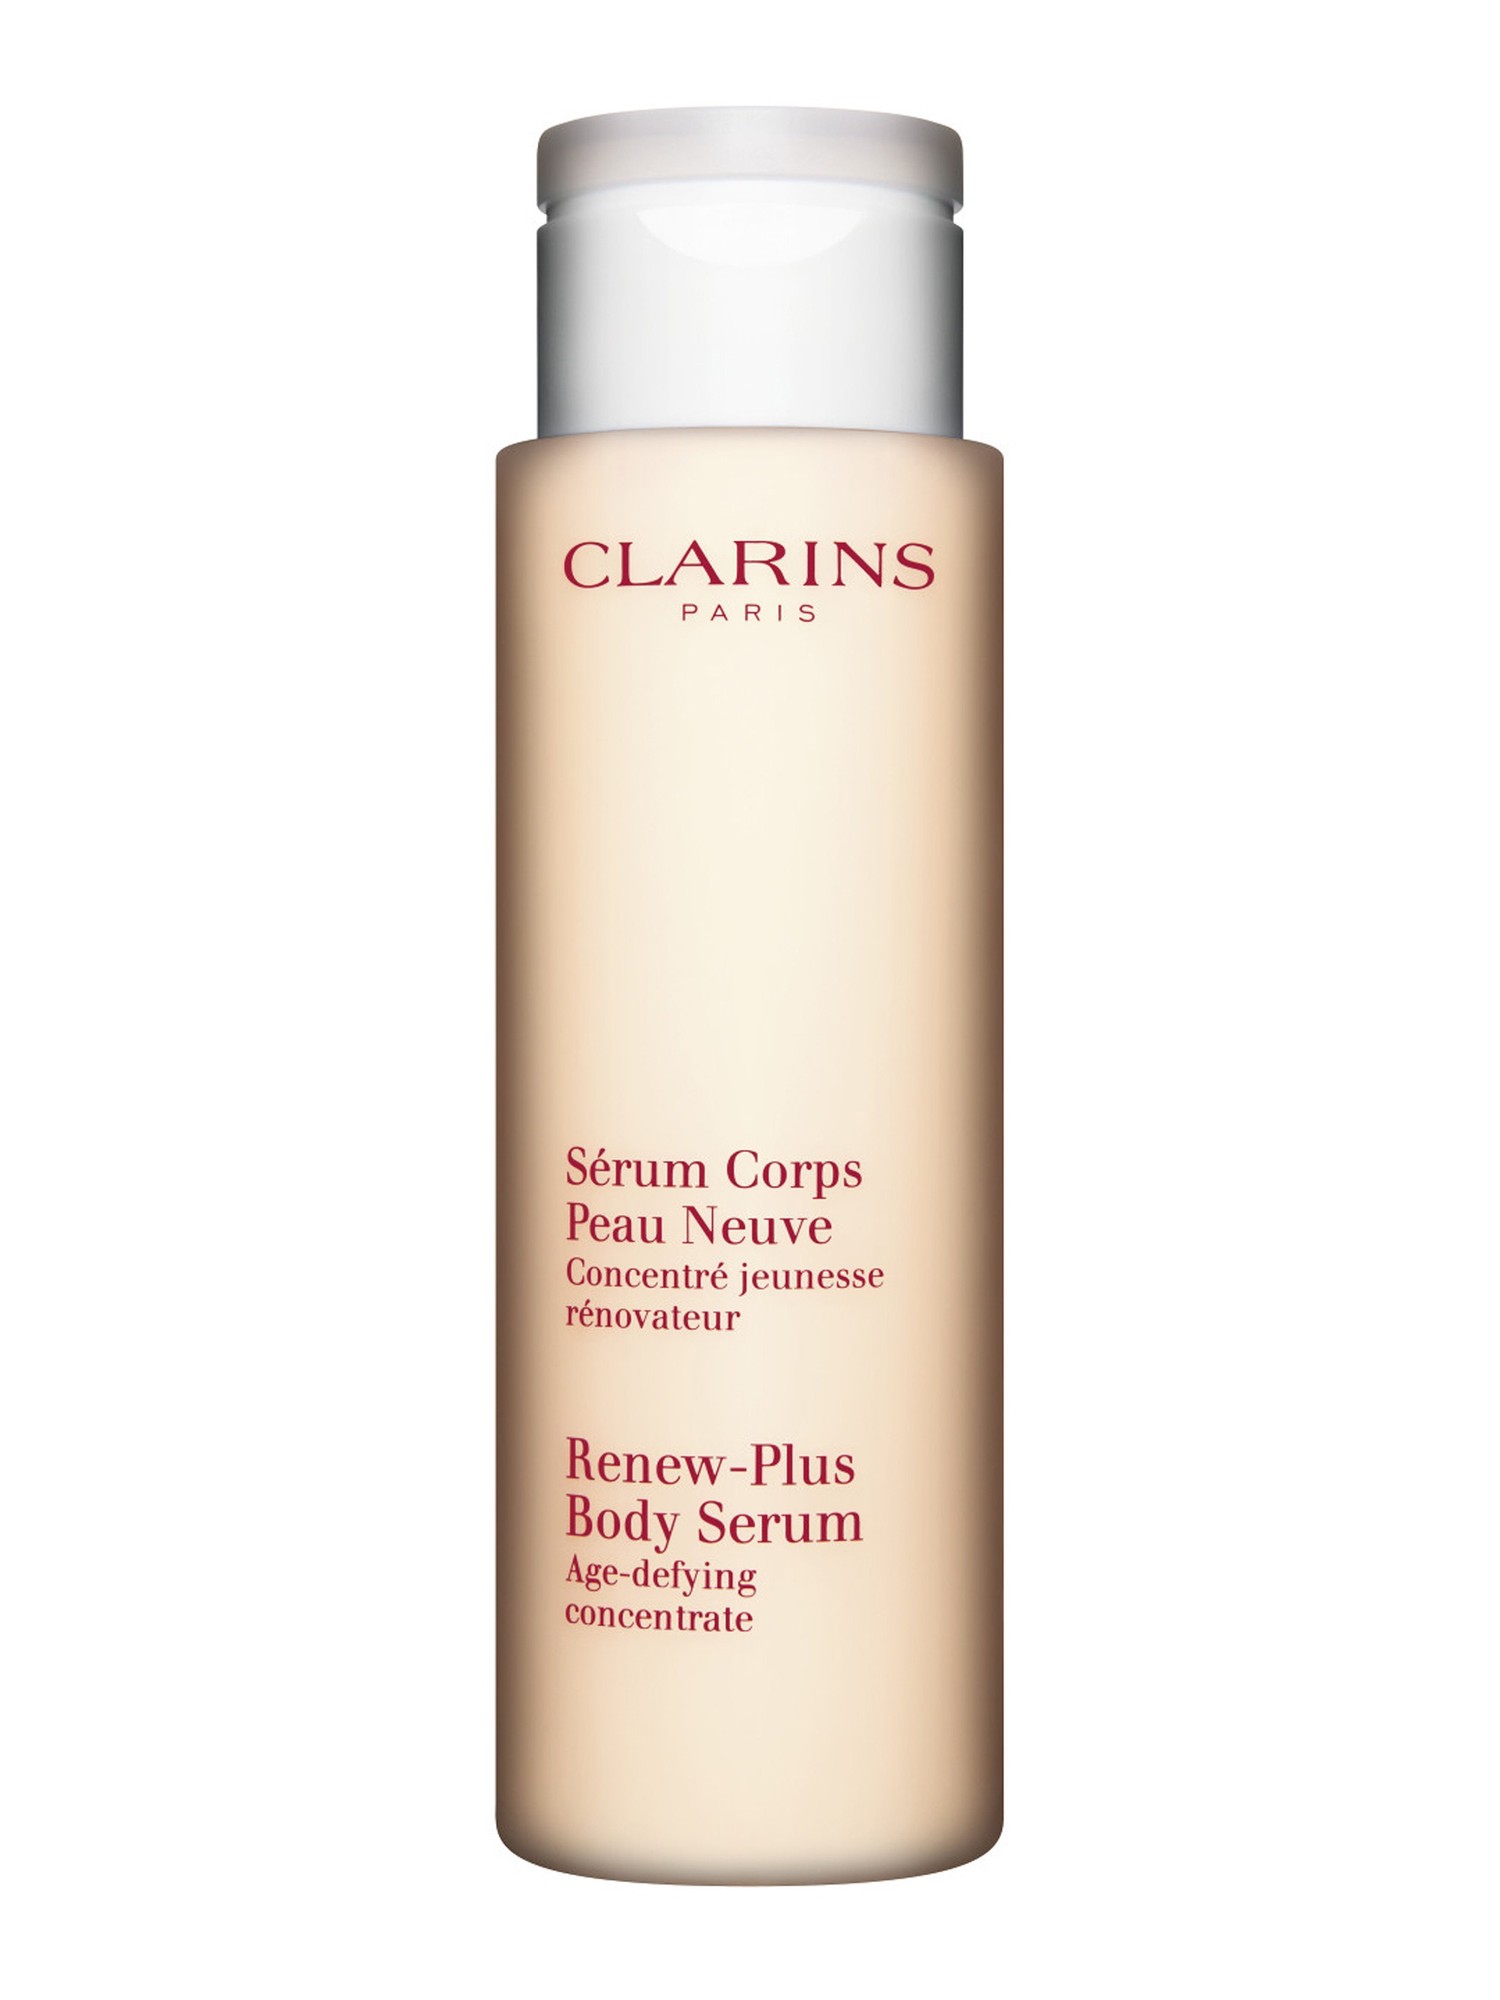 CLARINS
PARIS
Sérum Corps
Peau Neuve
Concentré jeunesse
rénovateur
Renew-Plus
Body Serum
Age-defying
concentrate